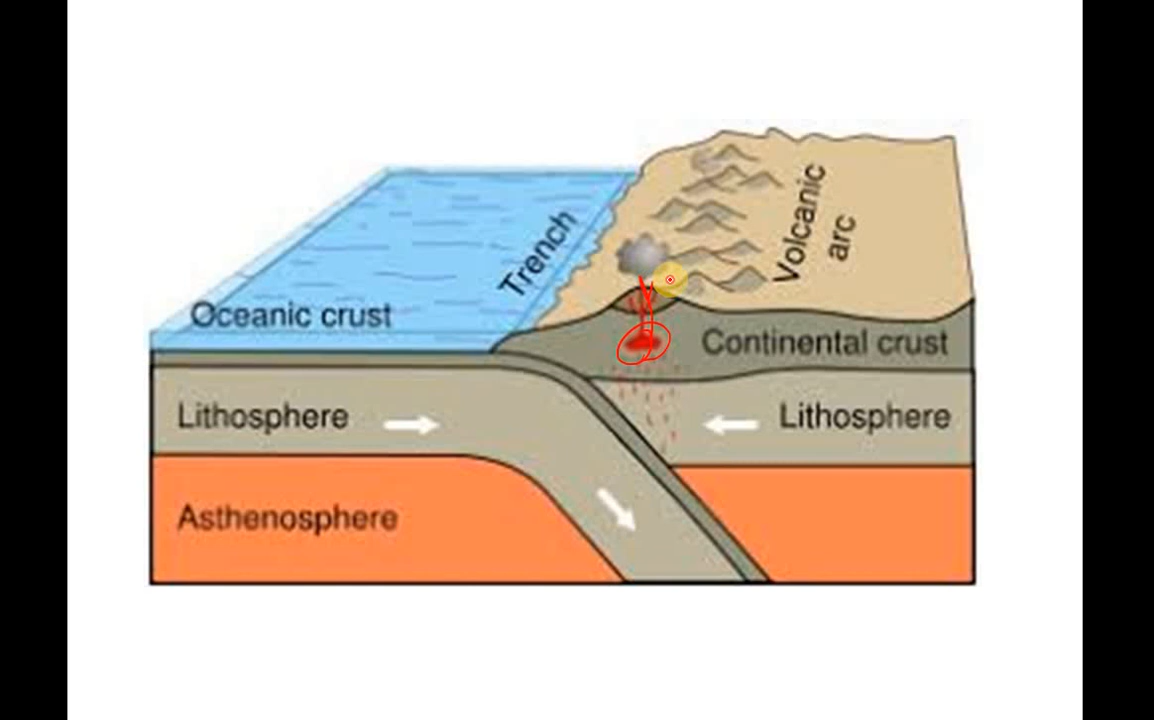 Volcanic
arc
Trench
Oceanic crust
Continental crust
Lithosphere
Lithosphere
Asthenosphere